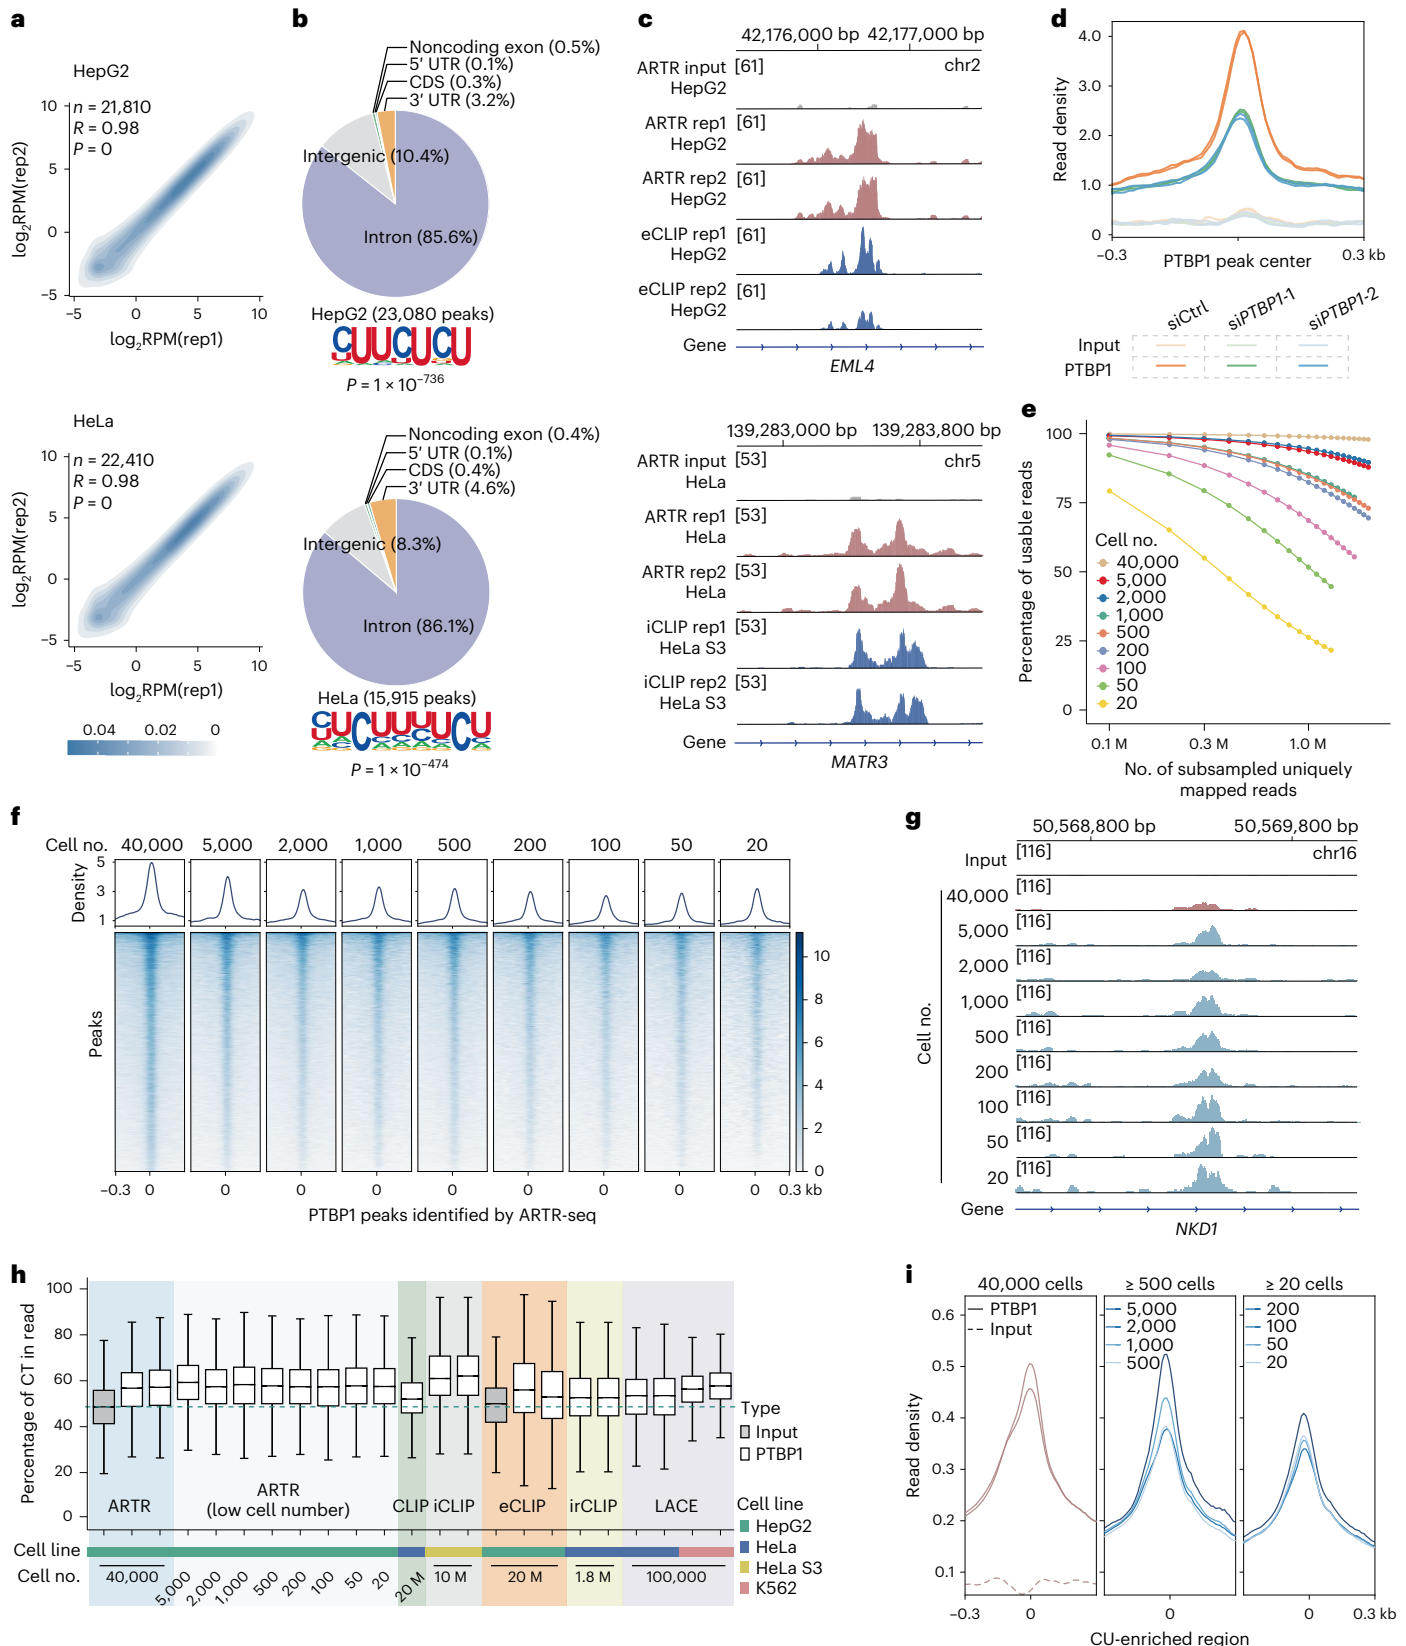 a
HepG2
n = 21,810
R = 0.98
P = 0
10
5
0
−5
log2RPM(rep2)
−5
0
5
10
log2RPM(rep1)
HeLa
n = 22,410
R = 0.98
P = 0
10
5
0
−5
log2RPM(rep2)
−5
0
5
10
log2RPM(rep1)
0.04
0.02
0
b
Noncoding exon (0.5%)
5′ UTR (0.1%)
CDS (0.3%)
3′ UTR (3.2%)
Intergenic (10.4%)
Intron (85.6%)
HepG2 (23,080 peaks)
CUUCUCU
P = 1 × 10−736
Noncoding exon (0.4%)
5′ UTR (0.1%)
CDS (0.4%)
3′ UTR (4.6%)
Intergenic (8.3%)
Intron (86.1%)
HeLa (15,915 peaks)
CUCUUUUCU
P = 1 × 10−474
c
42,176,000 bp 42,177,000 bp
ARTR input HepG2 [61] chr2
ARTR rep1 HepG2 [61]
ARTR rep2 HepG2 [61]
eCLIP rep1 HepG2 [61]
eCLIP rep2 HepG2 [61]
Gene
EML4
139,283,000 bp 139,283,800 bp
ARTR input HeLa [53] chr5
ARTR rep1 HeLa [53]
ARTR rep2 HeLa [53]
iCLIP rep1 HeLa S3 [53]
iCLIP rep2 HeLa S3 [53]
Gene
MATR3
d
Read density
4.0
3.0
2.0
1.0
0
−0.3
PTBP1 peak center
0.3 kb
siCtrl
siPTBP1-1
siPTBP1-2
Input
PTBP1
e
Percentage of usable reads
100
75
50
25
0
Cell no.
40,000
5,000
2,000
1,000
500
200
100
50
20
0.1 M
0.3 M
1.0 M
No. of subsampled uniquely
mapped reads
f
Cell no. 40,000 5,000 2,000 1,000 500 200 100 50 20
Density
5
3
1
Peaks
10
8
6
4
2
0
−0.3 0 0 0 0 0 0 0 0 0 0.3 kb
PTBP1 peaks identified by ARTR-seq
g
50,568,800 bp 50,569,800 bp
Input [116] chr16
Cell no.
40,000 [116]
5,000 [116]
2,000 [116]
1,000 [116]
500 [116]
200 [116]
100 [116]
50 [116]
20 [116]
Gene
NKD1
h
Percentage of CT in read
100
80
60
40
20
0
ARTR
ARTR
(low cell number)
CLIP
iCLIP
eCLIP
irCLIP
LACE
Type
Input
PTBP1
Cell line
HepG2
HeLa
HeLa S3
K562
Cell line
Cell no. 40,000 5,000 2,000 1,000 500 200 100 50 20 20 M 10 M 20 M 1.8 M 100,000
i
40,000 cells
≥ 500 cells
≥ 20 cells
PTBP1
Input
5,000
2,000
1,000
500
200
100
50
20
Read density
0.6
0.5
0.4
0.3
0.2
0.1
−0.3 0 0 0 0.3 kb
CU-enriched region